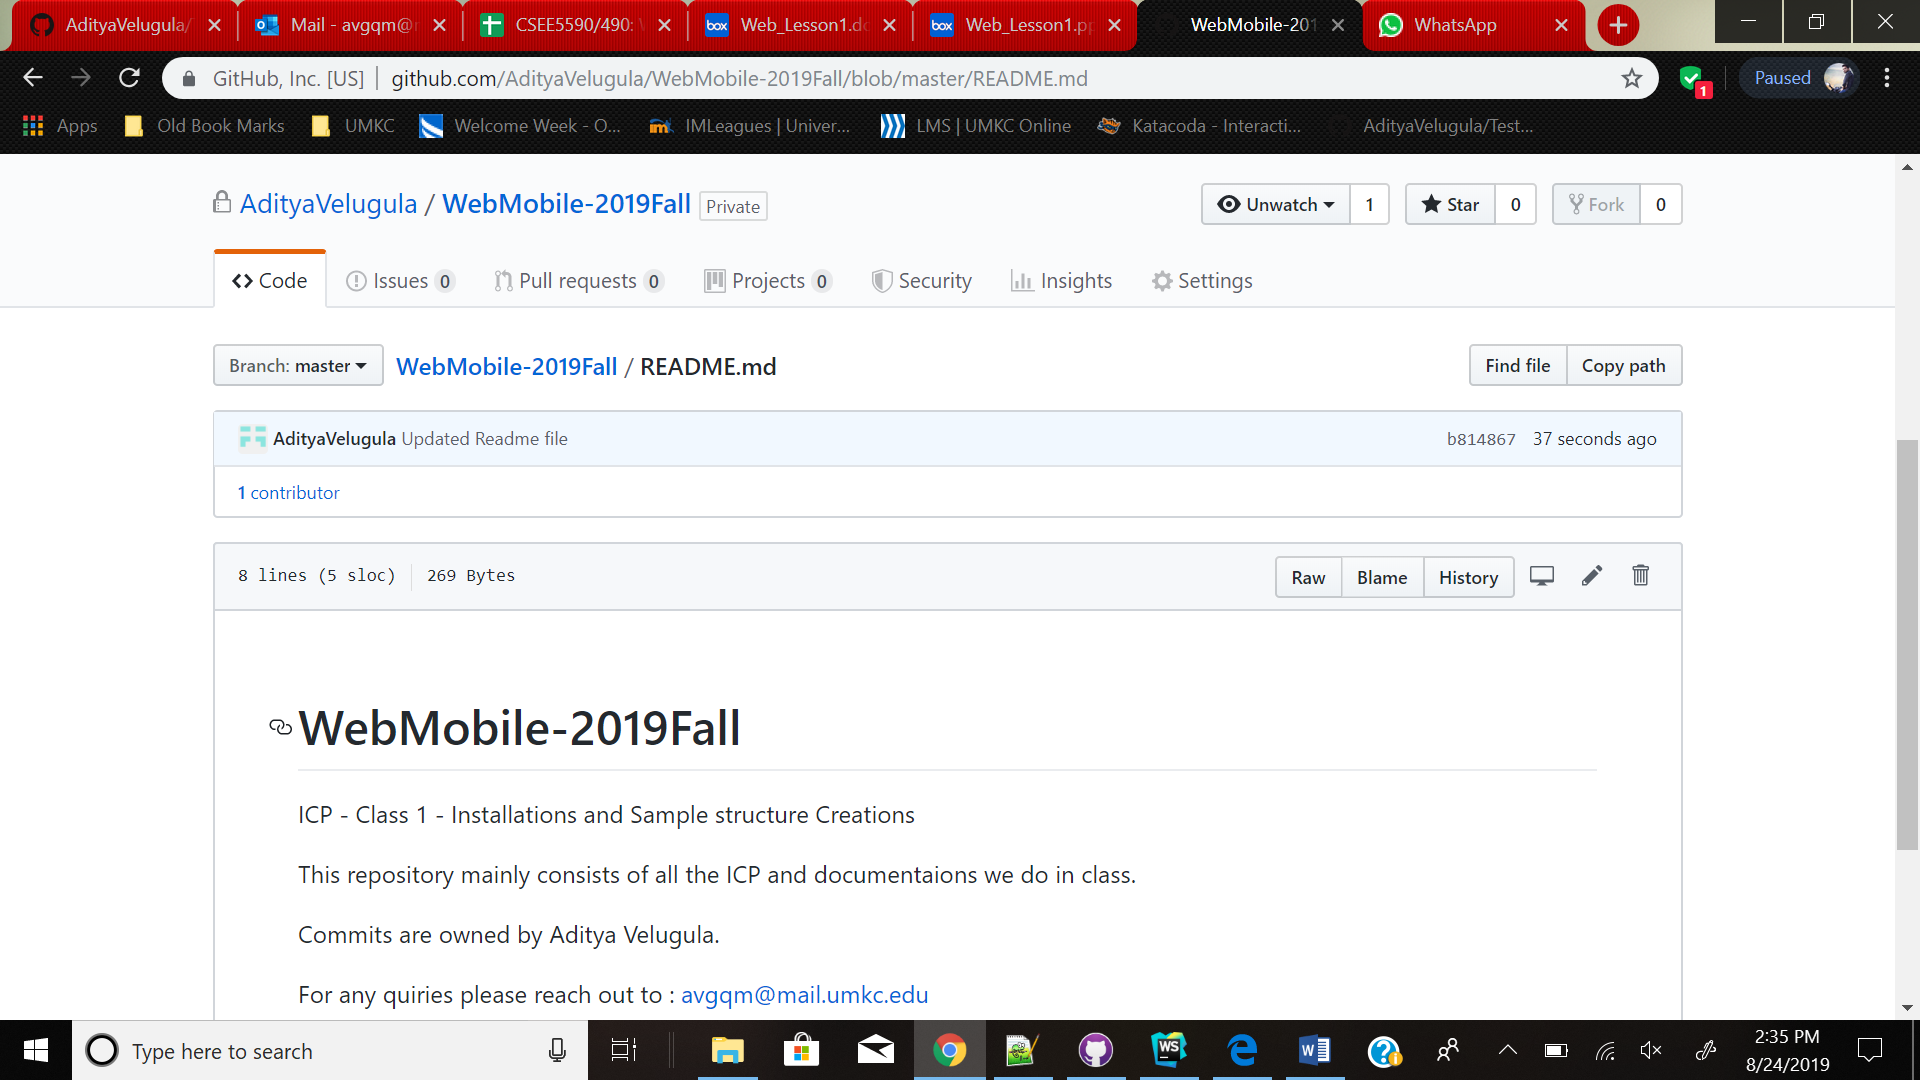 AdityaVelugula/
Mail - avgqm@
CSEE5590/490:
Web_Lesson1.d
Web_Lesson1.p
WebMobile-201
WhatsApp
GitHub, Inc. [US] github.com/AdityaVelugula/WebMobile-2019Fall/blob/master/README.md
1
Paused
Apps Old Book Marks UMKC Welcome Week - O... IMLeagues | Univer... LMS | UMKC Online Katacoda - Interacti... AdityaVelugula/Test...
AdityaVelugula / WebMobile-2019Fall Private
Unwatch 1 Star 0 Fork 0
Code Issues 0 Pull requests 0 Projects 0 Security Insights Settings
Branch: master WebMobile-2019Fall / README.md Find file Copy path
AdityaVelugula Updated Readme file b814867 37 seconds ago
1 contributor
8 lines (5 sloc) 269 Bytes Raw Blame History
WebMobile-2019Fall
ICP - Class 1 - Installations and Sample structure Creations
This repository mainly consists of all the ICP and documentaions we do in class.
Commits are owned by Aditya Velugula.
For any quiries please reach out to : avgqm@mail.umkc.edu
Type here to search
2:35 PM
8/24/2019